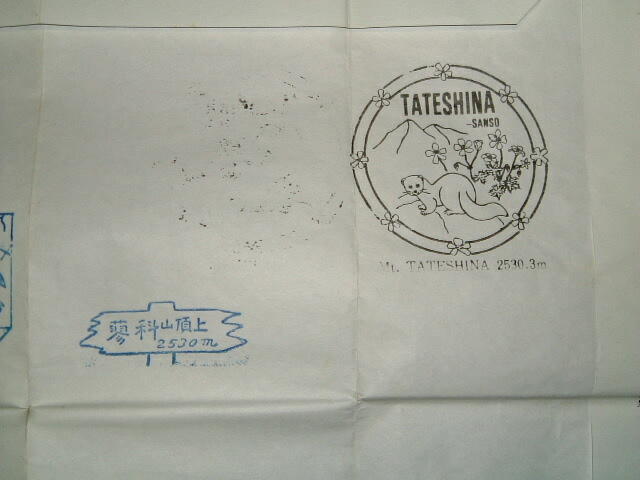 TATESHINA
SANSO
Mt. TATESHINA 2530.3m
蓼科山頂上
2530m